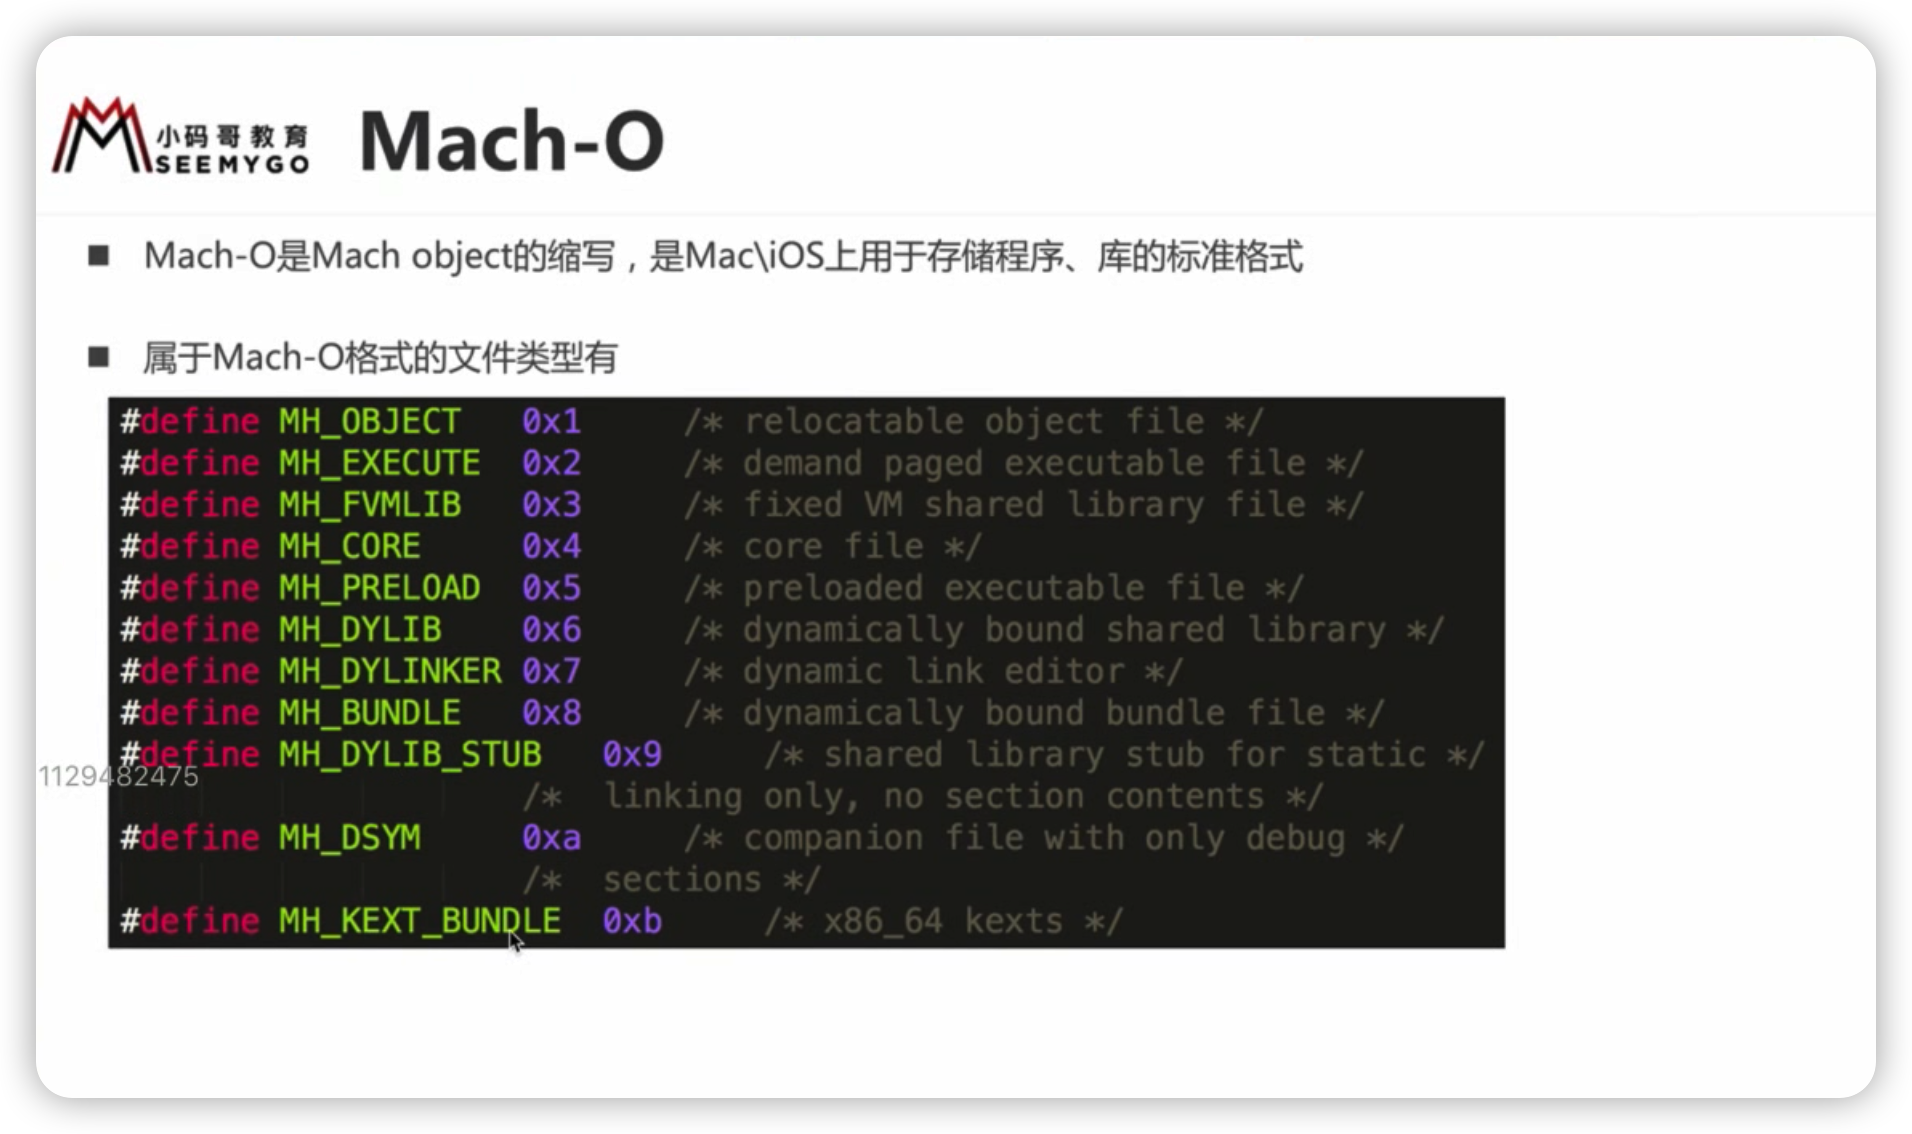 小码哥教育
SEEMYGO
Mach-O
■ Mach-O是Mach object的缩写，是Mac\iOS上用于存储程序、库的标准格式
■ 属于Mach-O格式的文件类型有
#define MH_OBJECT 0x1 /* relocatable object file */
#define MH_EXECUTE 0x2 /* demand paged executable file */
#define MH_FVMLIB 0x3 /* fixed VM shared library file */
#define MH_CORE 0x4 /* core file */
#define MH_PRELOAD 0x5 /* preloaded executable file */
#define MH_DYLIB 0x6 /* dynamically bound shared library */
#define MH_DYLINKER 0x7 /* dynamic link editor */
#define MH_BUNDLE 0x8 /* dynamically bound bundle file */
#define MH_DYLIB_STUB 0x9 /* shared library stub for static */
1129482475
/* linking only, no section contents */
#define MH_DSYM 0xa /* companion file with only debug */
/* sections */
#define MH_KEXT_BUNDLE 0xb /* x86_64 kexts */